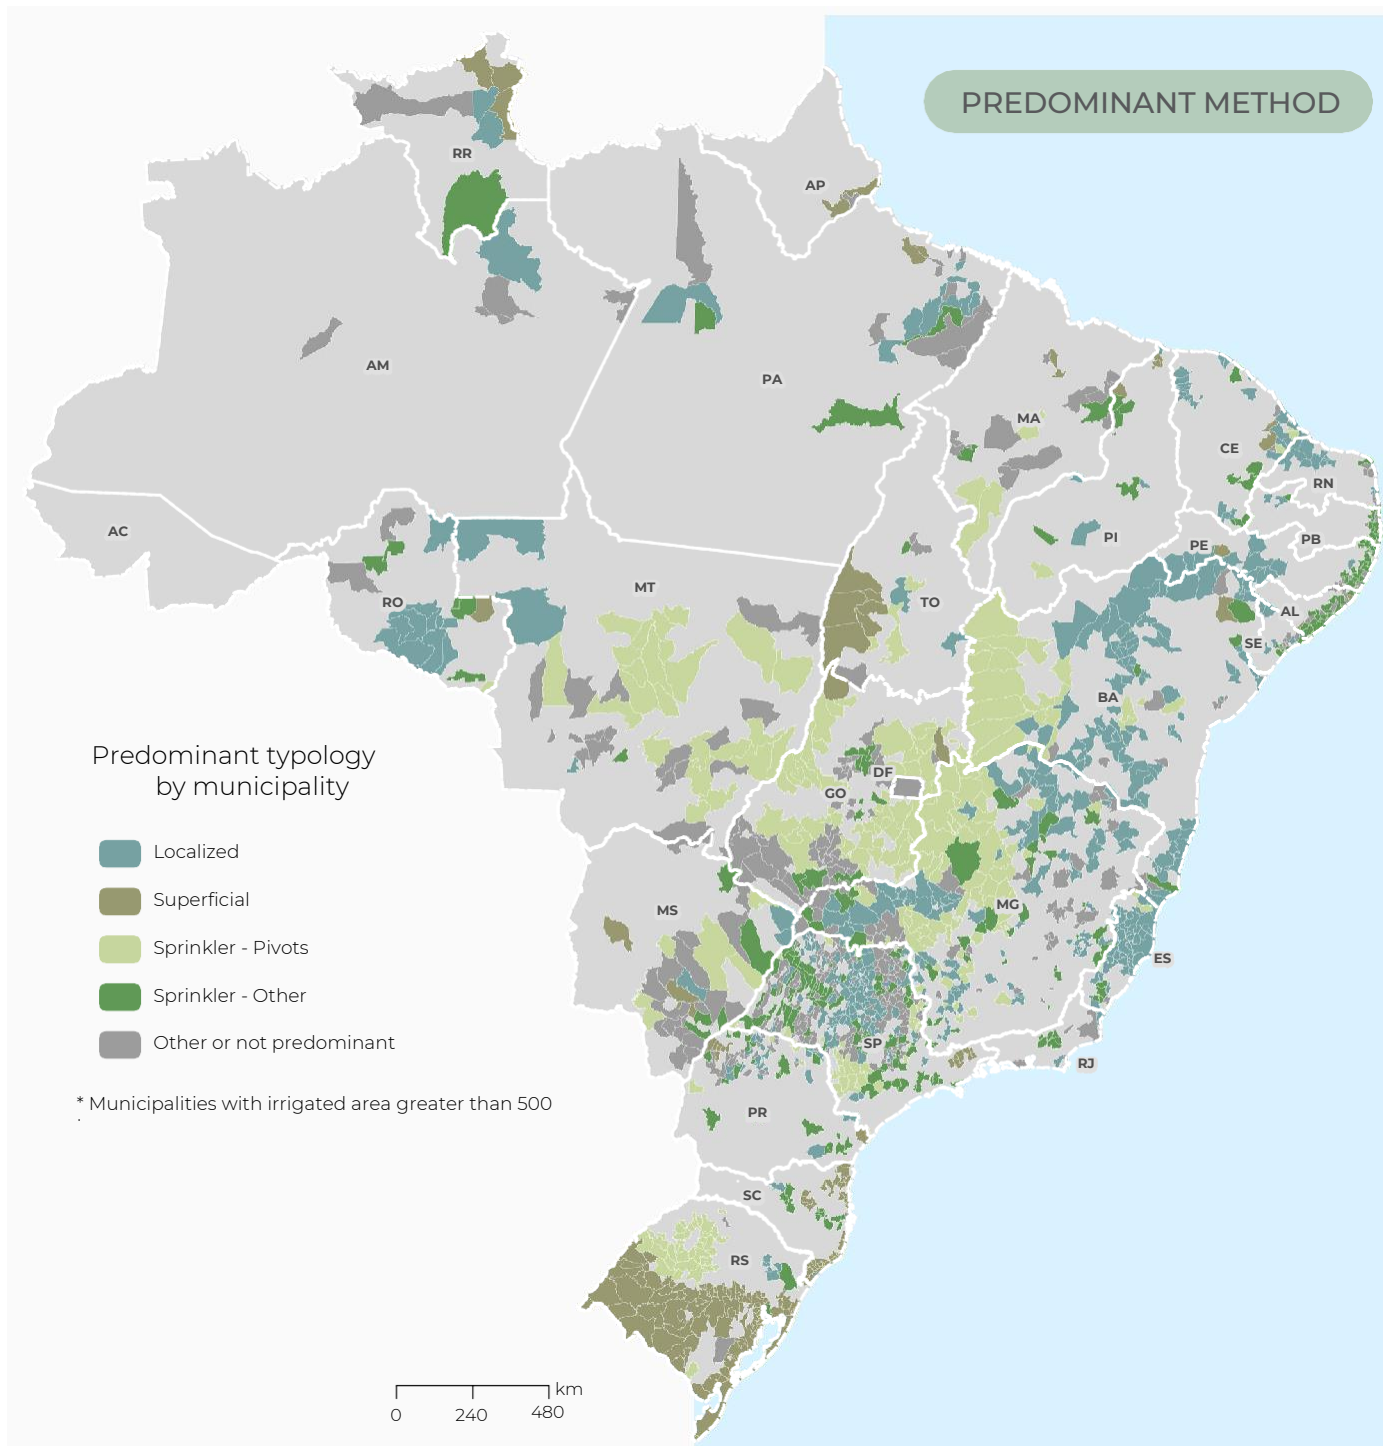 PREDOMINANT METHOD
RR
AP
AM
PA
MA
CE
RN
AC
PI
PE
PB
MT
RO
TO
AL
SE
BA
Predominant typology
by municipality
DF
GO
Localized
Superficial
MS
MG
Sprinkler - Pivots
ES
Sprinkler - Other
Other or not predominant
SP
RJ
* Municipalities with irrigated area greater than 500
.
PR
SC
RS
km
0 240 480